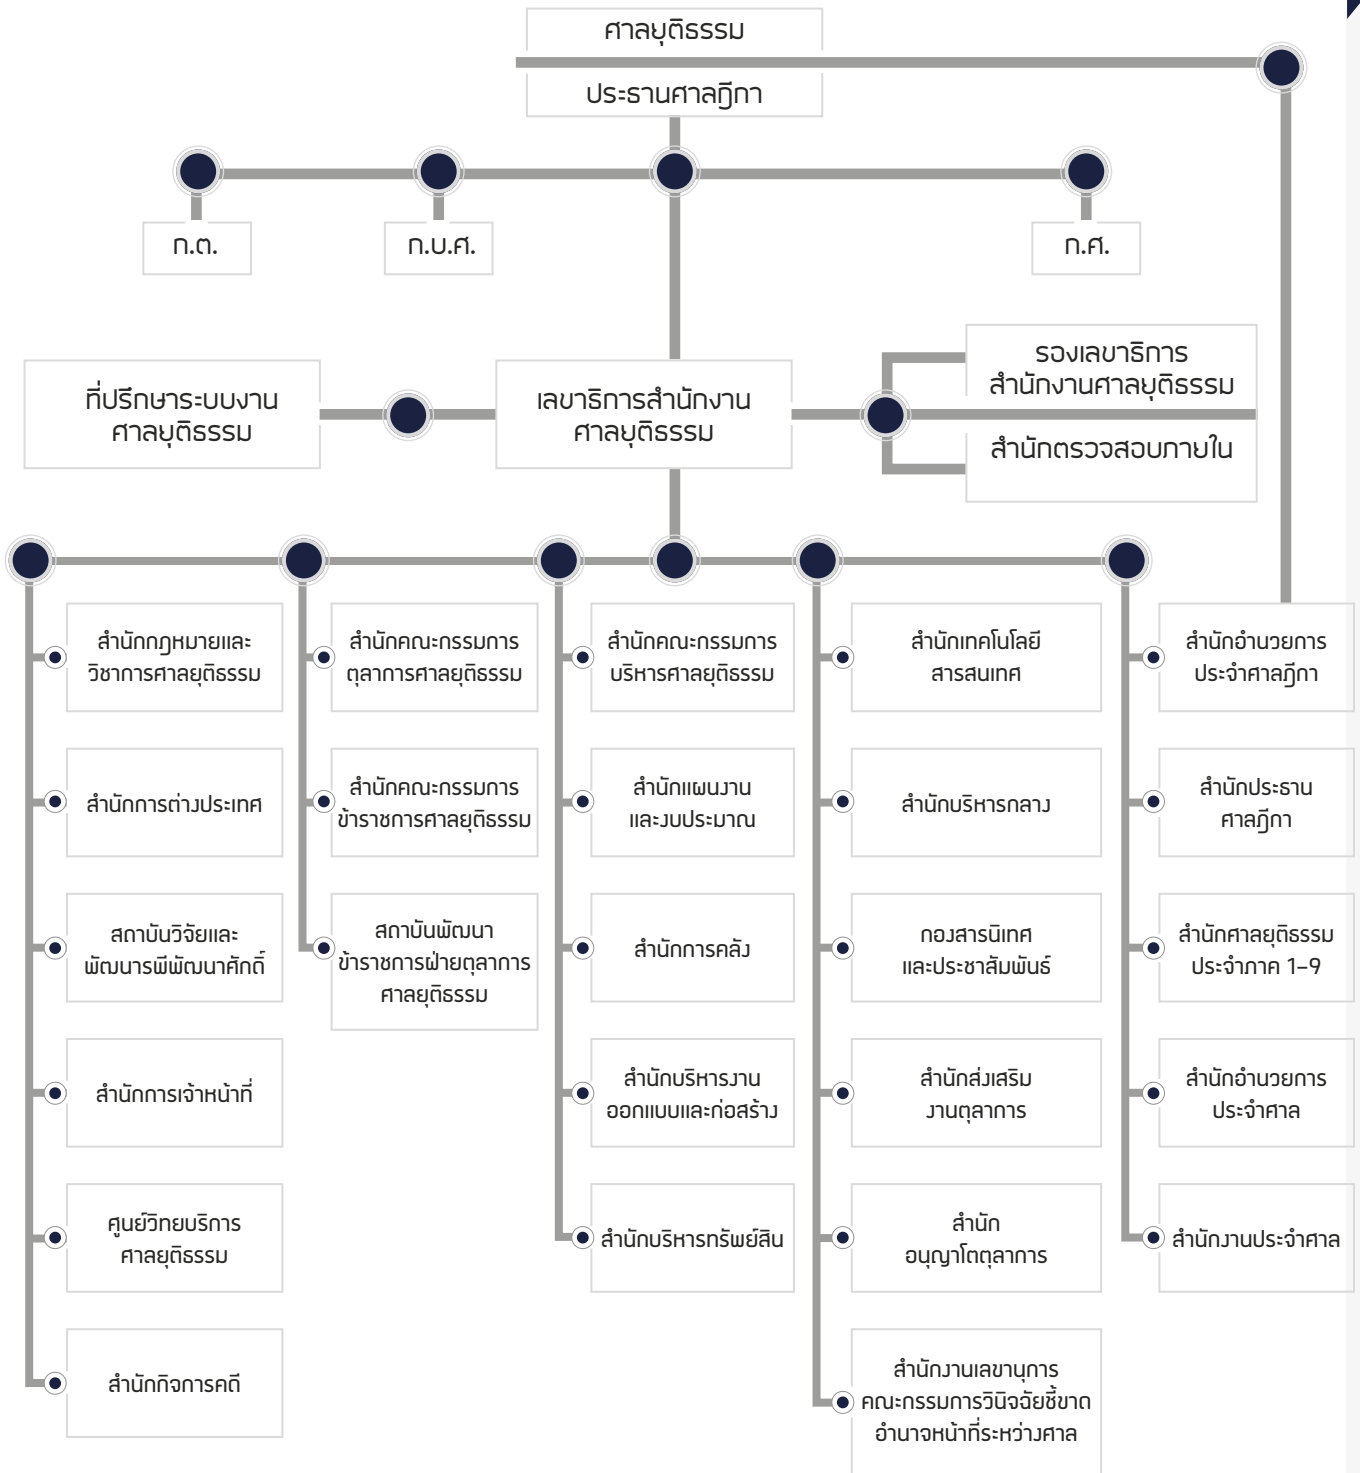 ศาลยุติธรรม
ประธานศาลฎีกา
ก.ต.
ก.บ.ศ.
ก.ศ.
ที่ปรึกษาระบบงาน
ศาลยุติธรรม
เลขาธิการสำนักงาน
ศาลยุติธรรม
รองเลขาธิการ
สำนักงานศาลยุติธรรม
สำนักตรวจสอบภายใน
สำนักกฎหมายและ
วิชาการศาลยุติธรรม
สำนักการต่างประเทศ
สถาบันวิจัยและ
พัฒนารพีพัฒนาศักดิ์
สำนักการเจ้าหน้าที่
ศูนย์วิทยบริการ
ศาลยุติธรรม
สำนักกิจการคดี
สำนักคณะกรรมการ
ตุลาการศาลยุติธรรม
สำนักคณะกรรมการ
ข้าราชการศาลยุติธรรม
สถาบันพัฒนา
ข้าราชการฝ่ายตุลาการ
ศาลยุติธรรม
สำนักคณะกรรมการ
บริหารศาลยุติธรรม
สำนักแผนงาน
และงบประมาณ
สำนักการคลัง
สำนักบริหารงาน
ออกแบบและก่อสร้าง
สำนักบริหารทรัพย์สิน
สำนักเทคโนโลยี
สารสนเทศ
สำนักบริหารกลาง
กองสารนิเทศ
และประชาสัมพันธ์
สำนักส่งเสริม
งานตุลาการ
สำนัก
อนุญาโตตุลาการ
สำนักงานเลขานุการ
คณะกรรมการวินิจฉัยชี้ขาด
อำนาจหน้าที่ระหว่างศาล
สำนักอำนวยการ
ประจำศาลฎีกา
สำนักประธาน
ศาลฎีกา
สำนักศาลยุติธรรม
ประจำภาค 1-9
สำนักอำนวยการ
ประจำศาล
สำนักงานประจำศาล